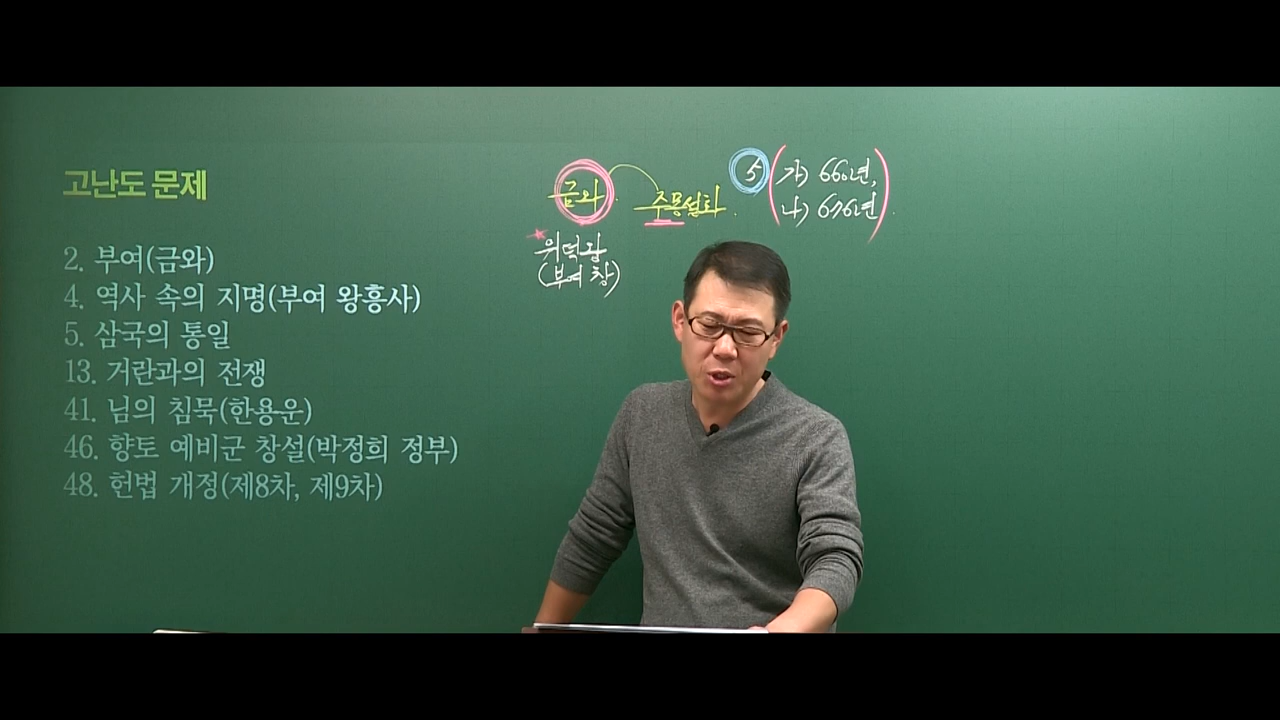 고난도 문제
2. 부여(금와)
4. 역사 속의 지명(부여 왕흥사)
5. 삼국의 통일
13. 거란과의 전쟁
41. 님의 침묵(한용운)
46. 향토 예비군 창설(박정희 정부)
48. 헌법 개정(제8차, 제9차)
금와 주몽설화
위덕왕
(부여 창)
5 (가) 660년,
나) 676년)